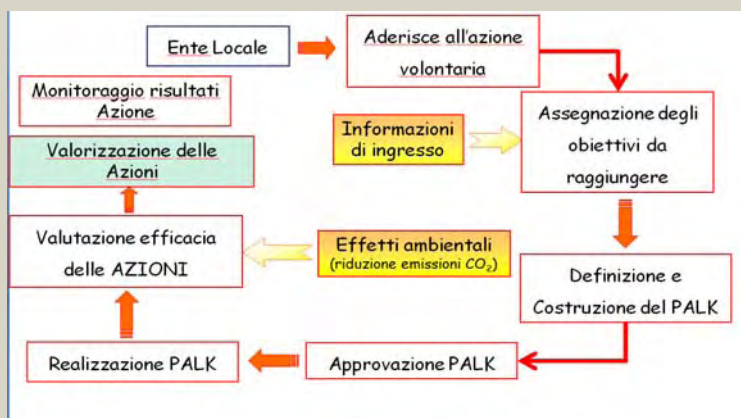 Ente Locale
Aderisce all'azione
volontaria
Monitoraggio risultati
Azione
Informazioni
di ingresso
Assegnazione degli
obiettivi da
raggiungere
Valorizzazione delle
Azioni
Valutazione efficacia
delle AZIONI
Effetti ambientali
(riduzione emissioni CO₂)
Definizione e
Costruzione del PALK
Realizzazione PALK
Approvazione PALK